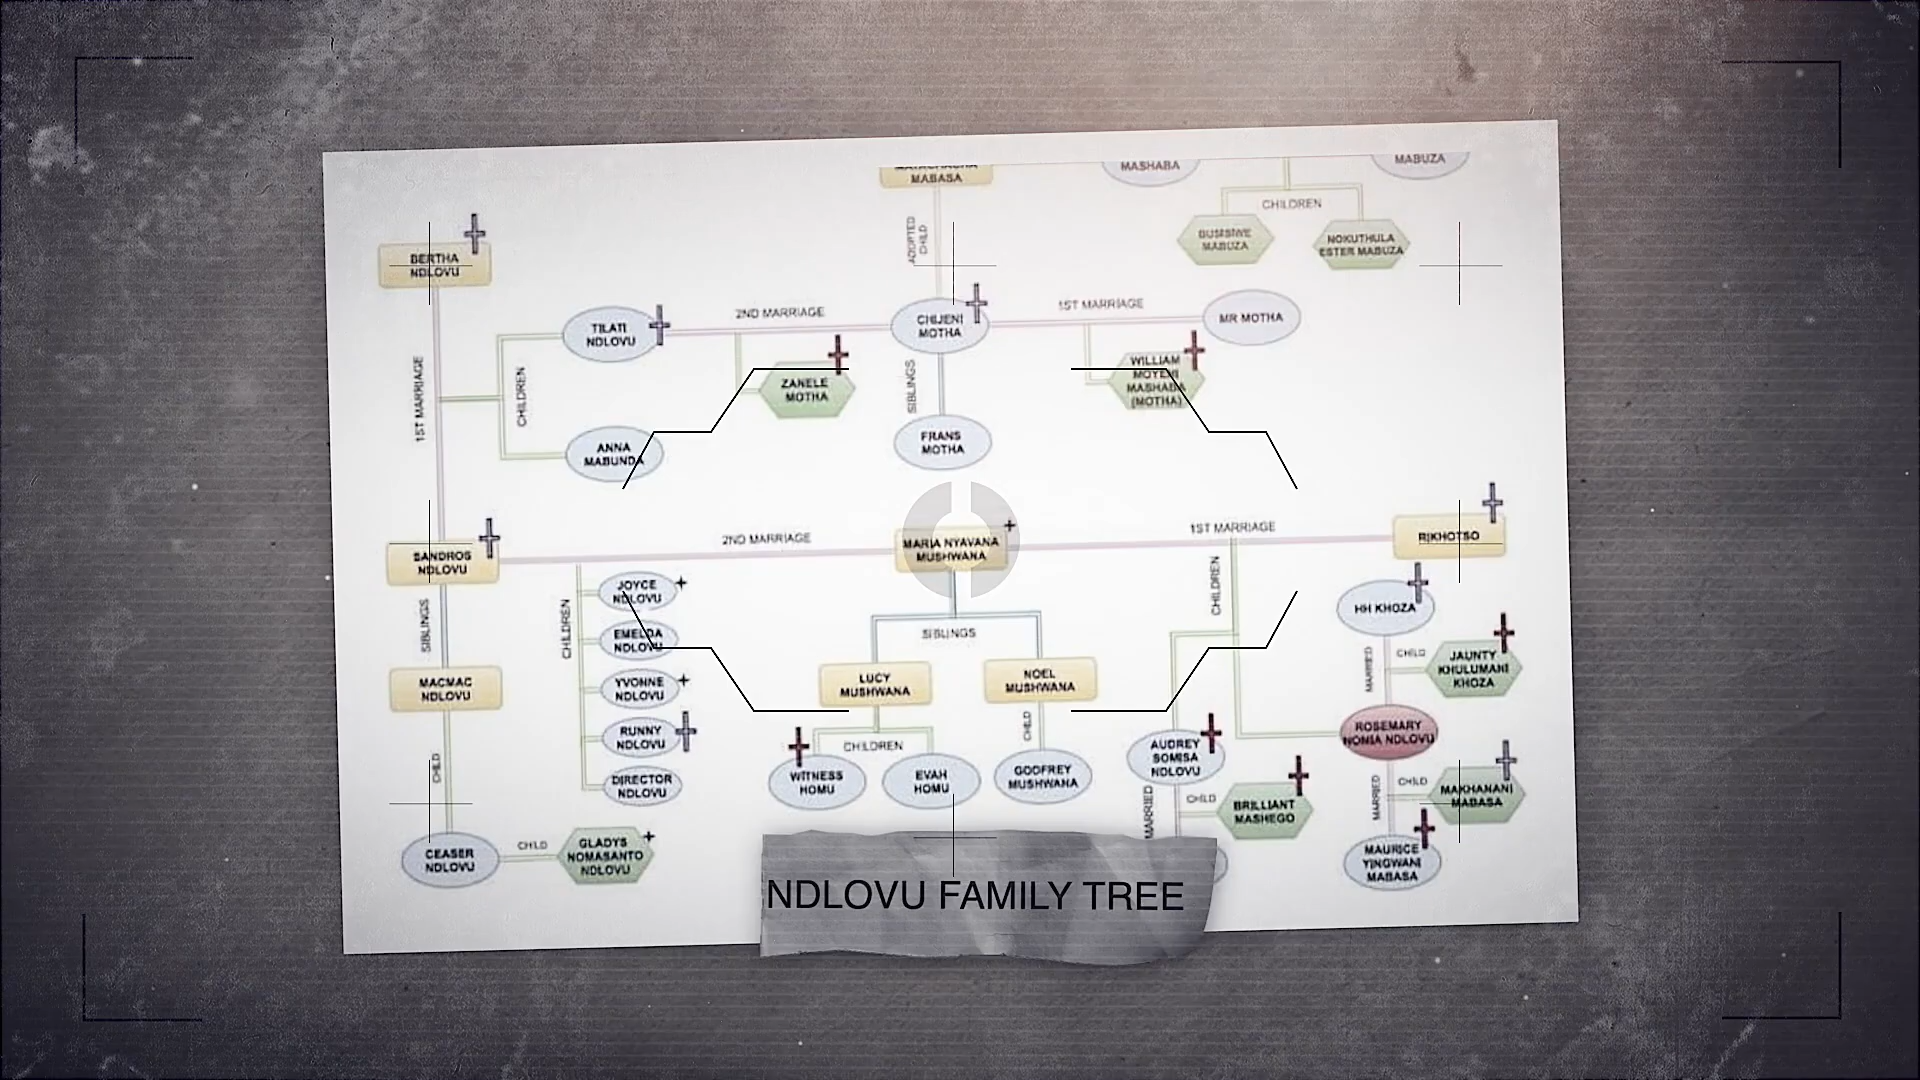 MABASA
MASHABA
MABUZA
CHILDREN
BUSISIWE
MABUZA
NOKUTHULA
ESTER MABUZA
ADOPTED
CHILD
BERTHA
NDLOVU
TILATI
NDLOVU
2ND MARRIAGE
CHIJENI
MOTHA
1ST MARRIAGE
MR MOTHA
ZANELE
MOTHA
WILLIAM
MOYENI
MASHABA
(MOTHA)
1ST MARRIAGE
CHILDREN
SIBLINGS
ANNA
MABUNDA
FRANS
MOTHA
SANDROS
NDLOVU
2ND MARRIAGE
MARIA NYAVANA
MUSHWANA
1ST MARRIAGE
RIKHOTSO
SIBLINGS
CHILDREN
JOYCE
NDLOVU
EMELDA
NDLOVU
YVONNE
NDLOVU
RUNNY
NDLOVU
DIRECTOR
NDLOVU
SIBLINGS
LUCY
MUSHWANA
NOEL
MUSHWANA
CHILDREN
CHILD
WITNESS
HOMU
EVAH
HOMU
GODFREY
MUSHWANA
CHILDREN
HH KHOZA
MARRIED
CHILD
JAUNTY
KHULUMANI
KHOZA
ROSEMARY
NOMIA NDLOVU
AUDREY
SOMISA
NDLOVU
MARRIED
CHILD
BRILLIANT
MASHEGO
MARRIED
CHILD
MAKHANANI
MABASA
MAURICE
YINGWANI
MABASA
MACMAC
NDLOVU
CHILD
CEASER
NDLOVU
CHILD
GLADYS
NOMASANTO
NDLOVU
NDLOVU FAMILY TREE